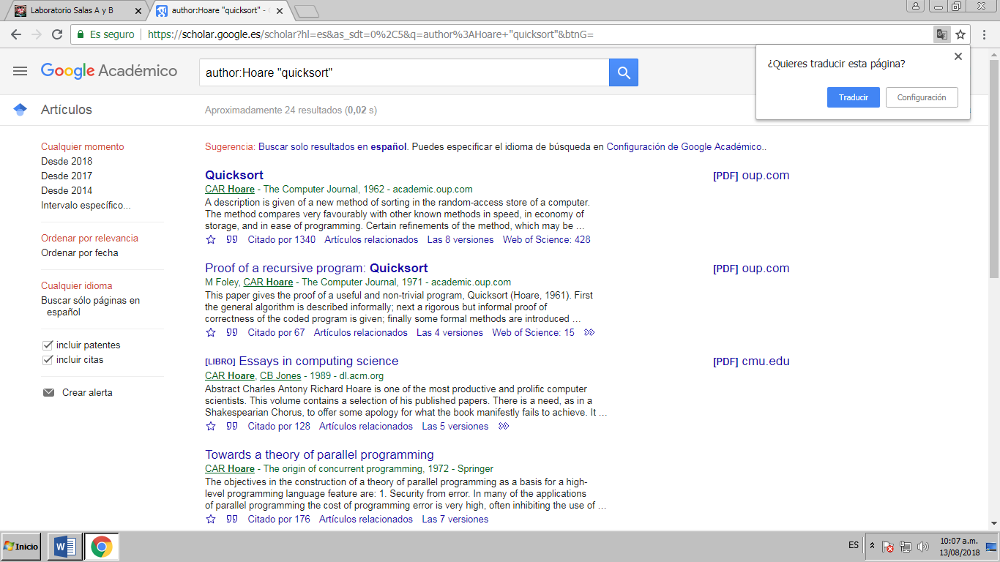 Laboratorio Salas A y B
author:Hoare "quicksort" -
Es seguro
https://scholar.google.es/scholar?hl=es&as_sdt=0%2C5&q=author%3AHoare+"quicksort"&btnG=
¿Quieres traducir esta página?
Traducir
Configuración
Google Académico
author:Hoare "quicksort"
Artículos
Aproximadamente 24 resultados (0,02 s)
Cualquier momento
Desde 2018
Desde 2017
Desde 2014
Intervalo específico...
Ordenar por relevancia
Ordenar por fecha
Cualquier idioma
Buscar sólo páginas en
español
incluir patentes
incluir citas
Crear alerta
Sugerencia: Buscar solo resultados en español. Puedes especificar el idioma de búsqueda en Configuración de Google Académico..
Quicksort
[PDF] oup.com
CAR Hoare - The Computer Journal, 1962 - academic.oup.com
A description is given of a new method of sorting in the random-access store of a computer.
The method compares very favourably with other known methods in speed, in economy of
storage, and in ease of programming. Certain refinements of the method, which may be ...
Citado por 1340 Artículos relacionados Las 8 versiones Web of Science: 428
Proof of a recursive program: Quicksort
[PDF] oup.com
M Foley, CAR Hoare - The Computer Journal, 1971 - academic.oup.com
This paper gives the proof of a useful and non-trivial program, Quicksort (Hoare, 1961). First
the general algorithm is described informally; next a rigorous but informal proof of
correctness of the coded program is given; finally some formal methods are introduced ...
Citado por 67 Artículos relacionados Las 4 versiones Web of Science: 15
[LIBRO] Essays in computing science
[PDF] cmu.edu
CAR Hoare, CB Jones - 1989 - dl.acm.org
Abstract Charles Antony Richard Hoare is one of the most productive and prolific computer
scientists. This volume contains a selection of his published papers. There is a need, as in a
Shakespearian Chorus, to offer some apology for what the book manifestly fails to achieve. It ...
Citado por 128 Artículos relacionados Las 5 versiones
Towards a theory of parallel programming
CAR Hoare - The origin of concurrent programming, 1972 - Springer
The objectives in the construction of a theory of parallel programming as a basis for a high-
level programming language feature are: 1. Security from error. In many of the applications
of parallel programming the cost of programming error is very high, often inhibiting the use of ...
Citado por 176 Artículos relacionados Las 7 versiones
Inicio
ES
10:07 a.m.
13/08/2018